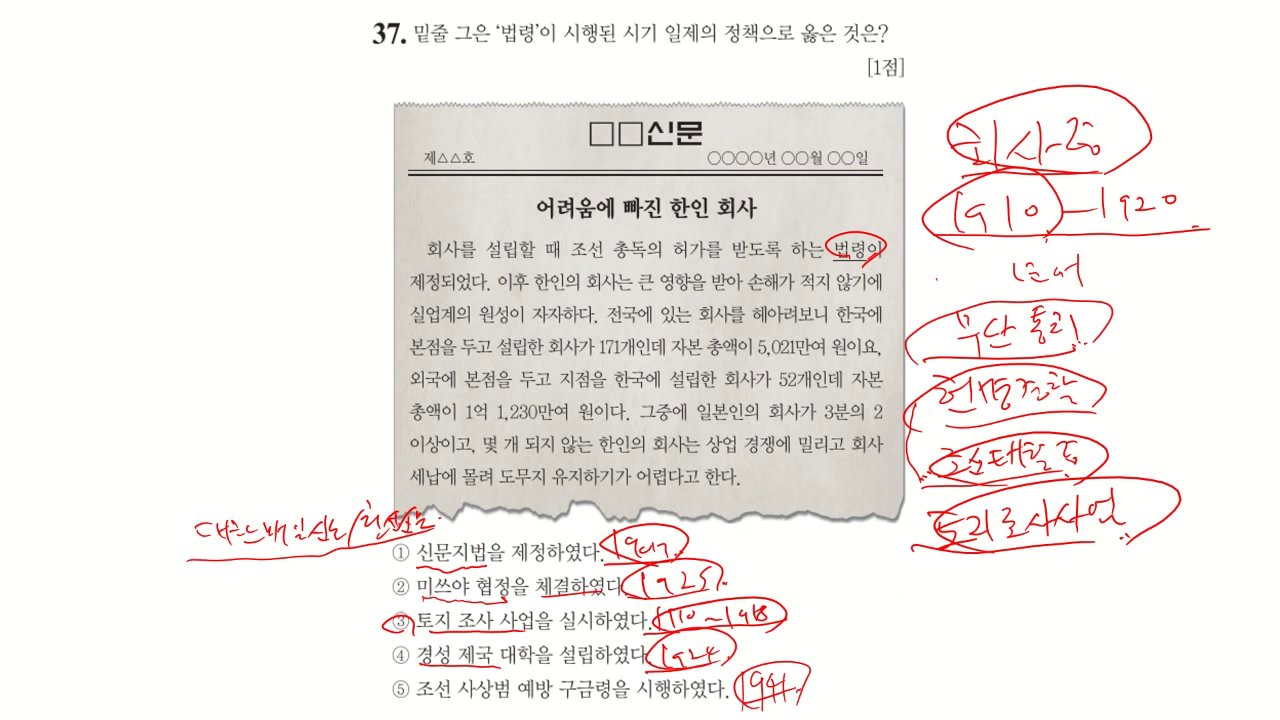 37. 밑줄 그은 ‘법령’이 시행된 시기 일제의 정책으로 옳은 것은?
[1점]
□□신문
제△△호 ○○○○년 ○○월 ○○일
어려움에 빠진 한인 회사
회사를 설립할 때 조선 총독의 허가를 받도록 하는 법령이
제정되었다. 이후 한인의 회사는 큰 영향을 받아 손해가 적지 않기에
실업계의 원성이 자자하다. 전국에 있는 회사를 헤아려보니 한국에
본점을 두고 설립한 회사가 171개인데 자본 총액이 5,021만여 원이요,
외국에 본점을 두고 지점을 한국에 설립한 회사가 52개인데 자본
총액이 1억 1,230만여 원이다. 그중에 일본인의 회사가 3분의 2
이상이고, 몇 개 되지 않는 한인의 회사는 상업 경쟁에 밀리고 회사
세납에 몰려 도무지 유지하기가 어렵다고 한다.
① 신문지법을 제정하였다. 1907
② 미쓰야 협정을 체결하였다. 1925
③ 토지 조사 사업을 실시하였다. 1910~1918
④ 경성 제국 대학을 설립하였다. 1924
⑤ 조선 사상범 예방 구금령을 시행하였다. 1941
1910-1920
무단 통치
헌병경찰
조선태형
토지조사사업